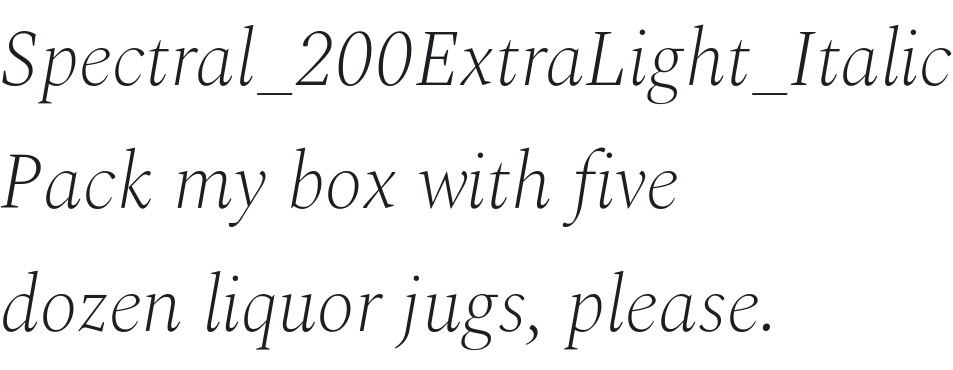 Spectral_200ExtraLight_Italic
Pack my box with five
dozen liquor jugs, please.